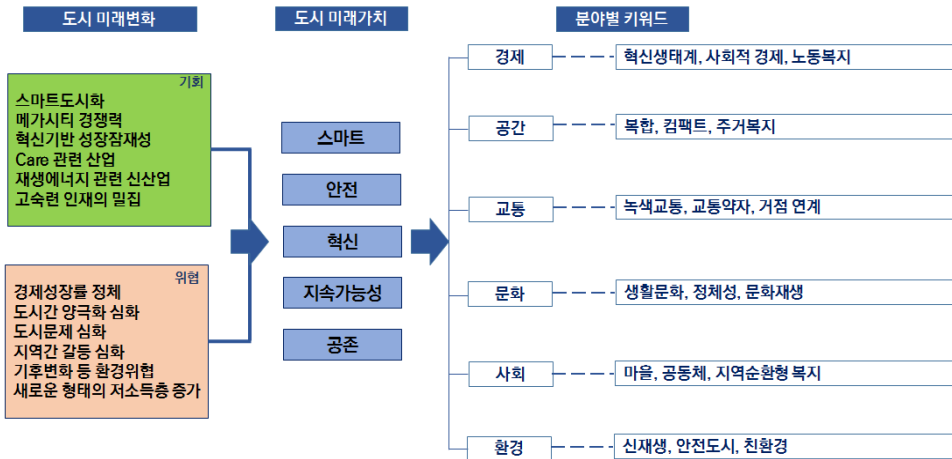 도시 미래변화
도시 미래가치
분야별 키워드
기회
스마트도시화
메가시티 경쟁력
혁신기반 성장잠재성
Care 관련 산업
재생에너지 관련 신산업
고숙련 인재의 밀집
위협
경제성장률 정체
도시간 양극화 심화
도시문제 심화
지역간 갈등 심화
기후변화 등 환경위협
새로운 형태의 저소득층 증가
스마트
안전
혁신
지속가능성
공존
경제
혁신생태계, 사회적 경제, 노동복지
공간
복합, 컴팩트, 주거복지
교통
녹색교통, 교통약자, 거점 연계
문화
생활문화, 정체성, 문화재생
사회
마을, 공동체, 지역순환형 복지
환경
신재생, 안전도시, 친환경